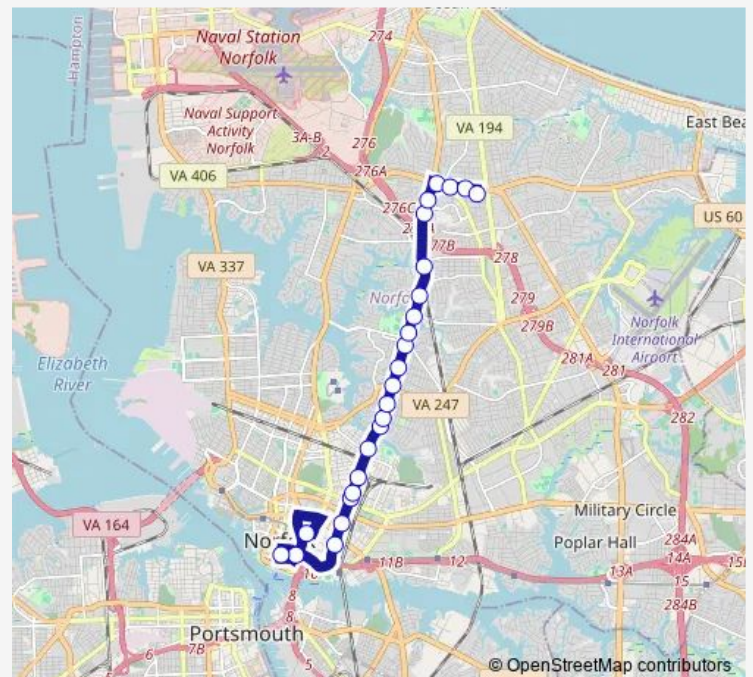 Hampton
Naval Station
Norfolk
274
Naval Support
Activity
Norfolk
VA 194
East Bea
3A-B
2
276
276A
VA 406
276C
US 60
77B
278
VA 337
279
279B
Norfolk
International
Airport
Elizabeth
River
281A
281
VA 247
282
VA 164
Military Circle
Poplar Hall
284A
11B
12
13A
14A
15
284B
8
8
Portsmouth
6
7B
5
© OpenStreetMap contributors